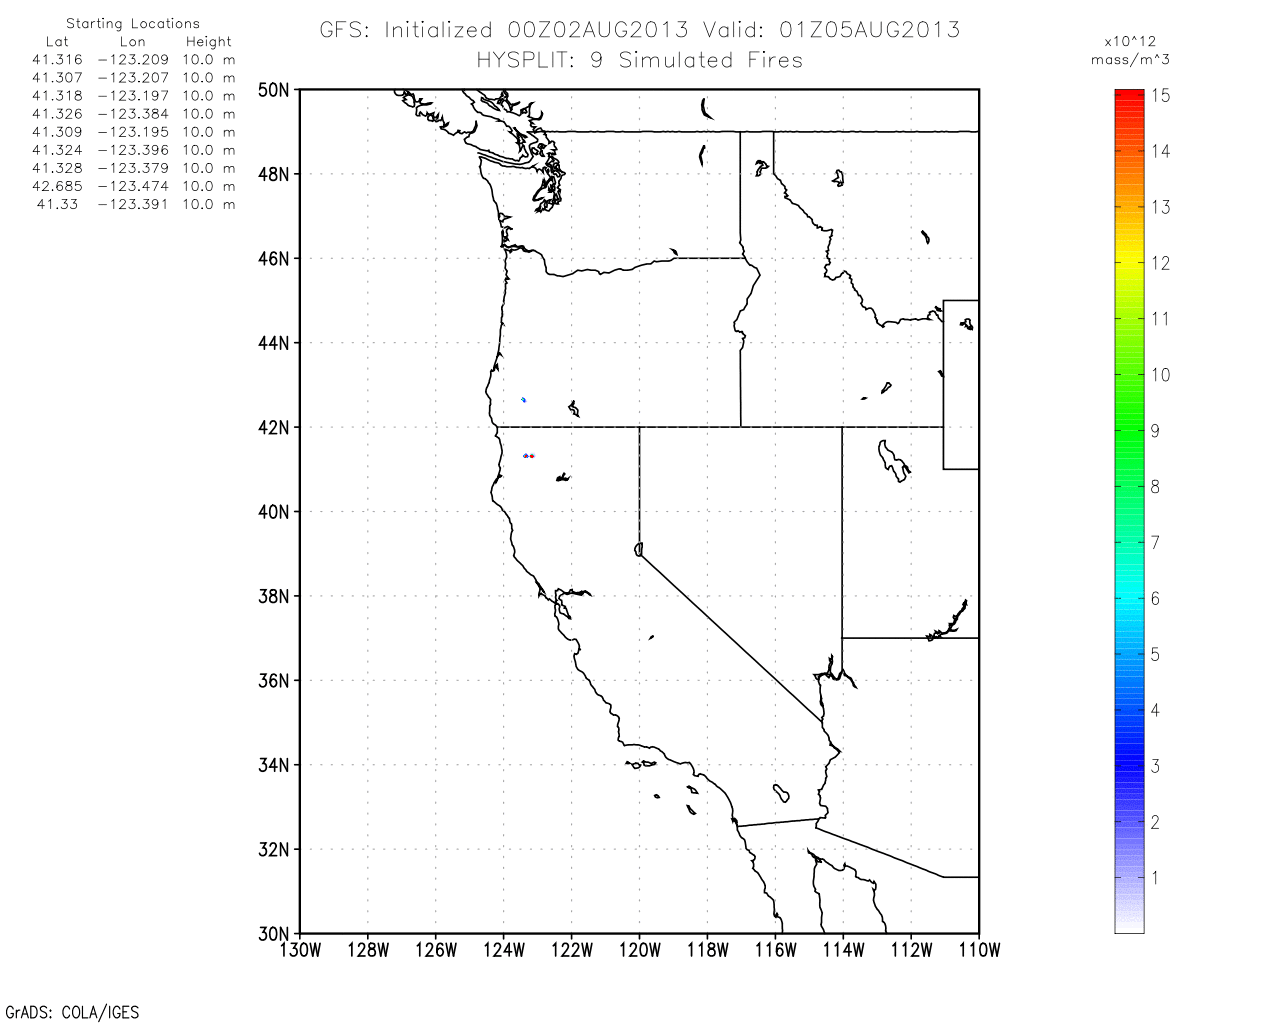 Starting Locations
Lat Lon Height
41.316 −123.209 10.0 m
41.307 −123.207 10.0 m
41.318 −123.197 10.0 m
41.326 −123.384 10.0 m
41.309 −123.195 10.0 m
41.324 −123.396 10.0 m
41.328 −123.379 10.0 m
42.685 −123.474 10.0 m
41.33 −123.391 10.0 m
GFS: Initialized 00Z02AUG2013 Valid: 01Z05AUG2013
HYSPLIT: 9 Simulated Fires
x10^12
mass/m^3
50N
48N
46N
44N
42N
40N
38N
36N
34N
32N
30N
130W 128W 126W 124W 122W 120W 118W 116W 114W 112W 110W
15
14
13
12
11
10
9
8
7
6
5
4
3
2
1
GrADS: COLA/IGES